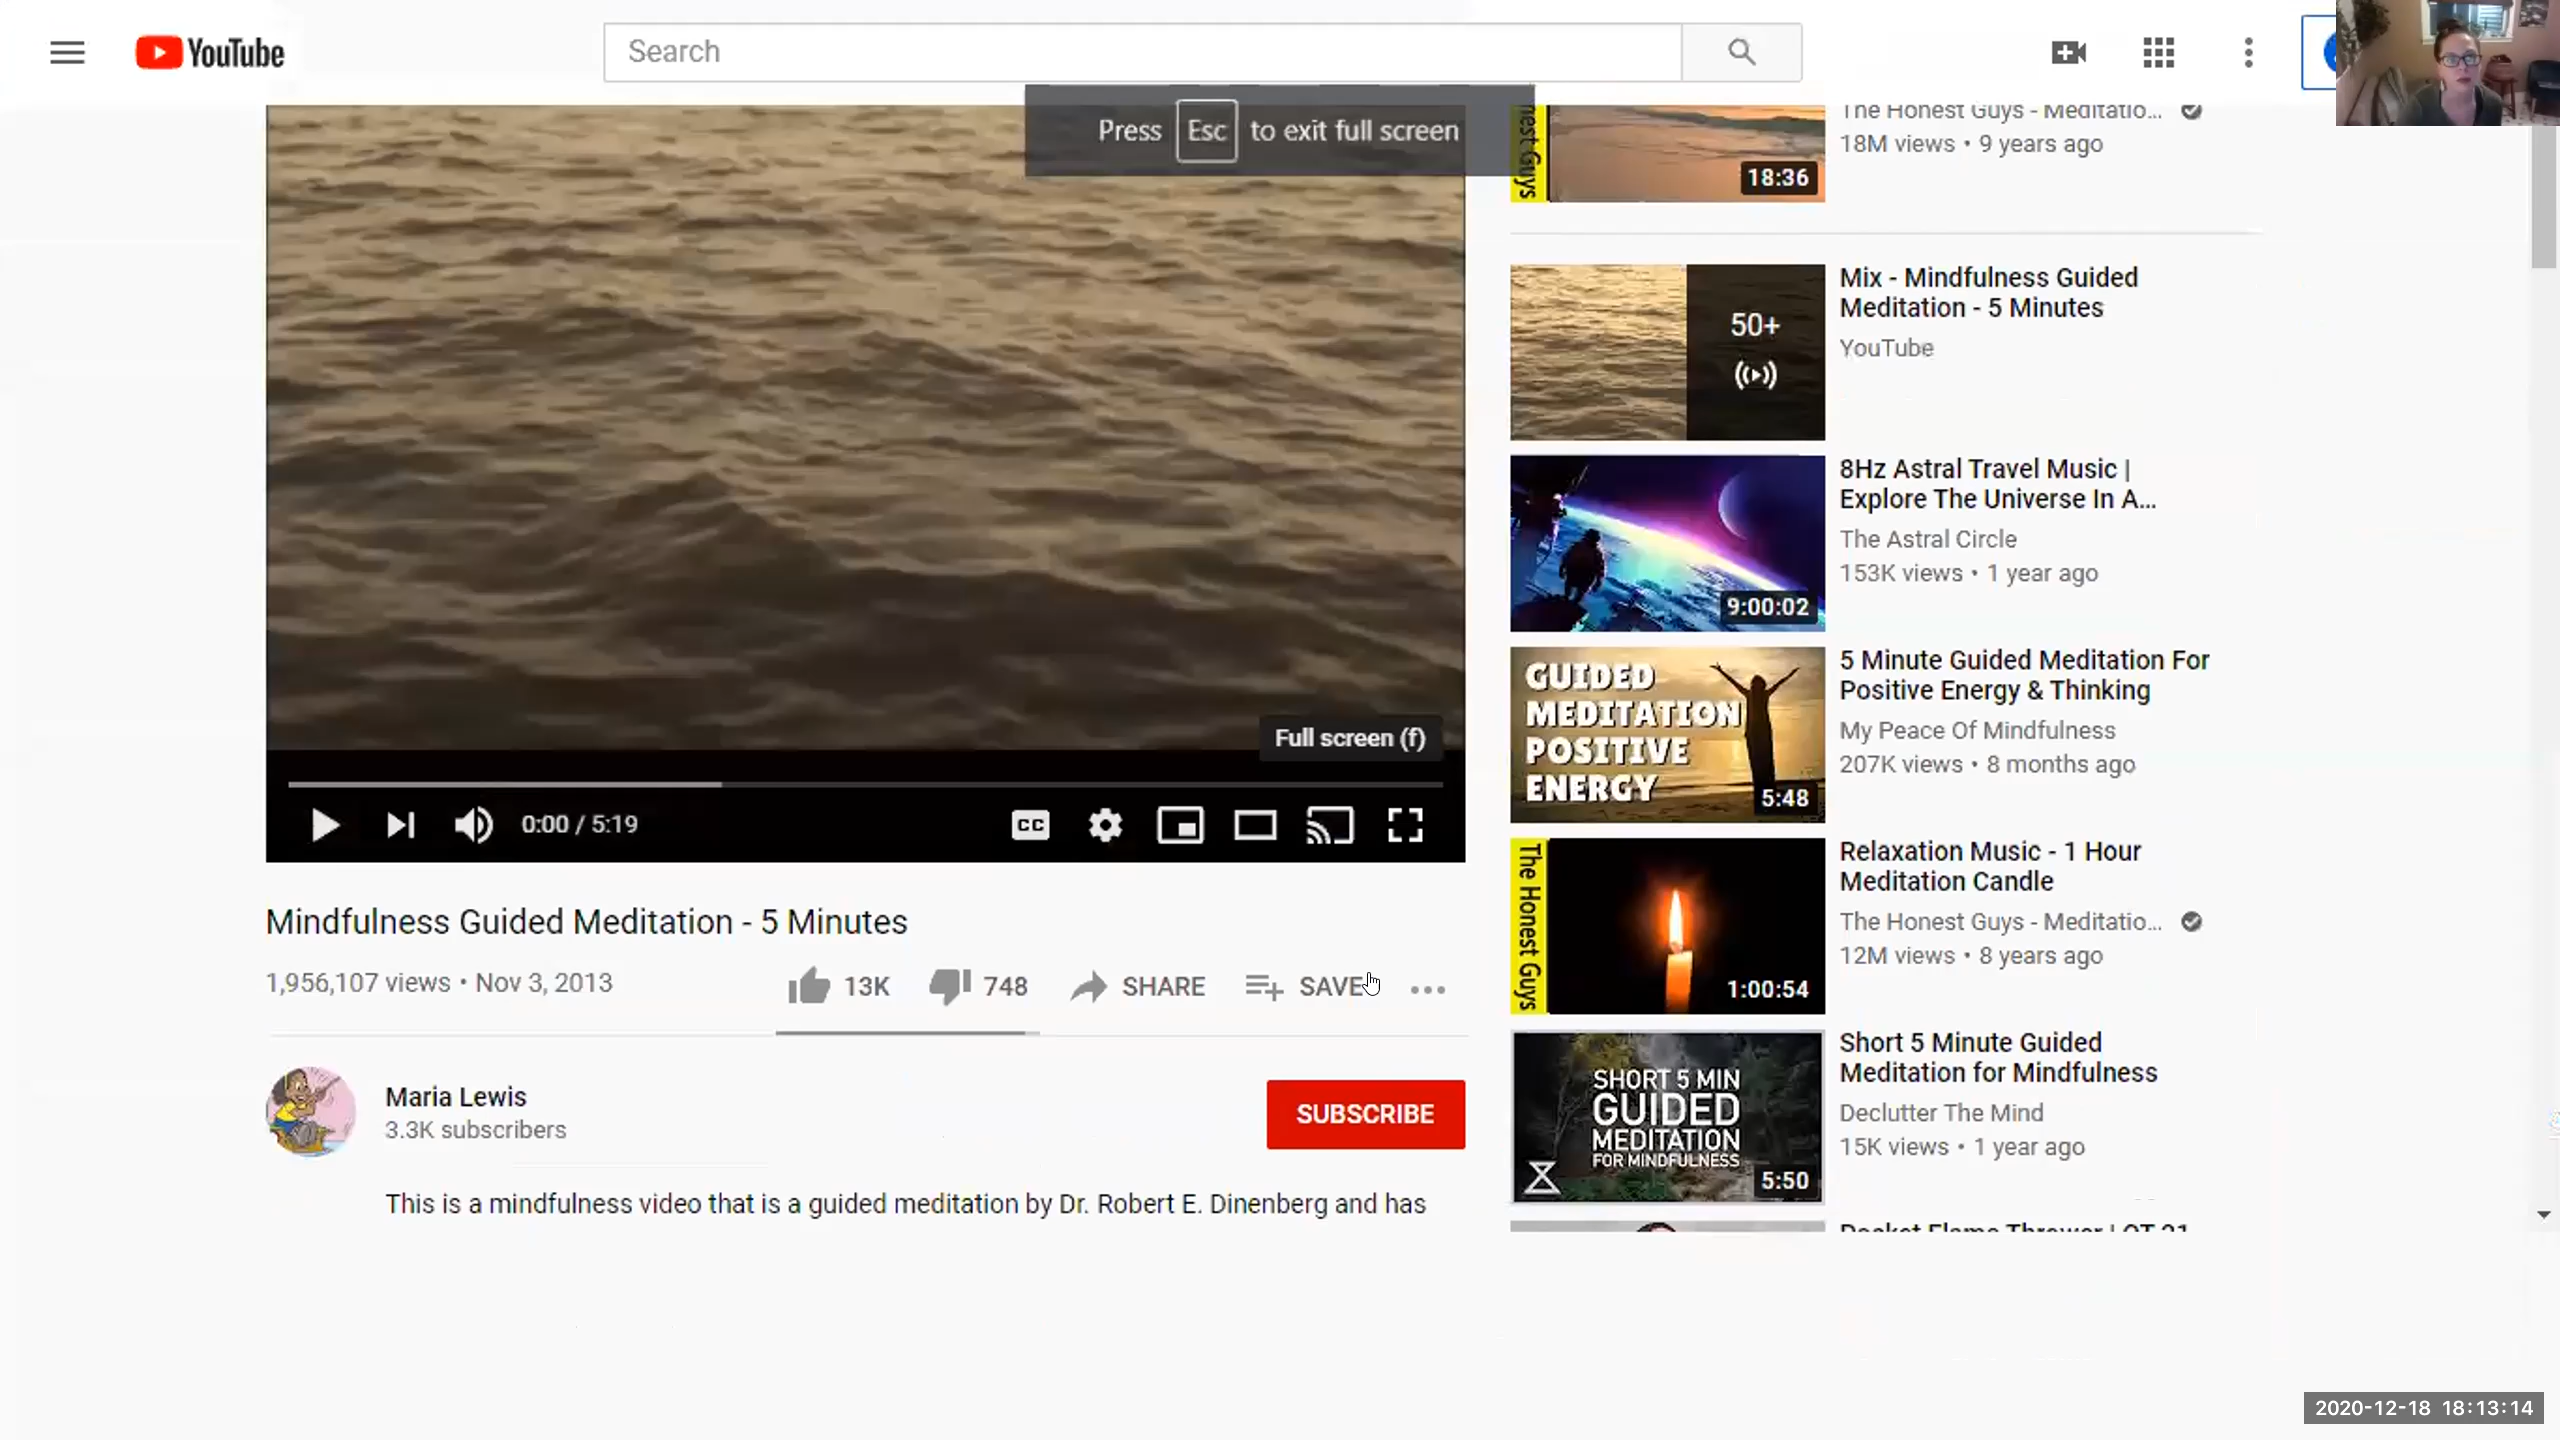 YouTube
Search
Press Esc to exit full screen
Full screen (f)
0:00 / 5:19
CC
Mindfulness Guided Meditation - 5 Minutes
1,956,107 views • Nov 3, 2013
13K
748
SHARE
SAVE
Maria Lewis
3.3K subscribers
SUBSCRIBE
This is a mindfulness video that is a guided meditation by Dr. Robert E. Dinenberg and has
nest Guys
18:36
The Honest Guys - Meditatio...
18M views • 9 years ago
50+
Mix - Mindfulness Guided
Meditation - 5 Minutes
YouTube
9:00:02
8Hz Astral Travel Music |
Explore The Universe In A...
The Astral Circle
153K views • 1 year ago
GUIDED
MEDITATION
POSITIVE
ENERGY
5:48
5 Minute Guided Meditation For
Positive Energy & Thinking
My Peace Of Mindfulness
207K views • 8 months ago
The Honest Guys
1:00:54
Relaxation Music - 1 Hour
Meditation Candle
The Honest Guys - Meditatio...
12M views • 8 years ago
SHORT 5 MIN
GUIDED
MEDITATION
FOR MINDFULNESS
5:50
Short 5 Minute Guided
Meditation for Mindfulness
Declutter The Mind
15K views • 1 year ago
2020-12-18 18:13:14